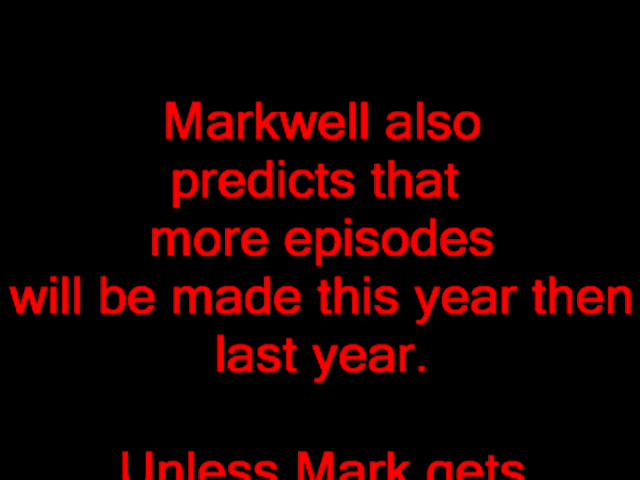 Markwell also
predicts that
more episodes
will be made this year then
last year.
Unless Mark gets